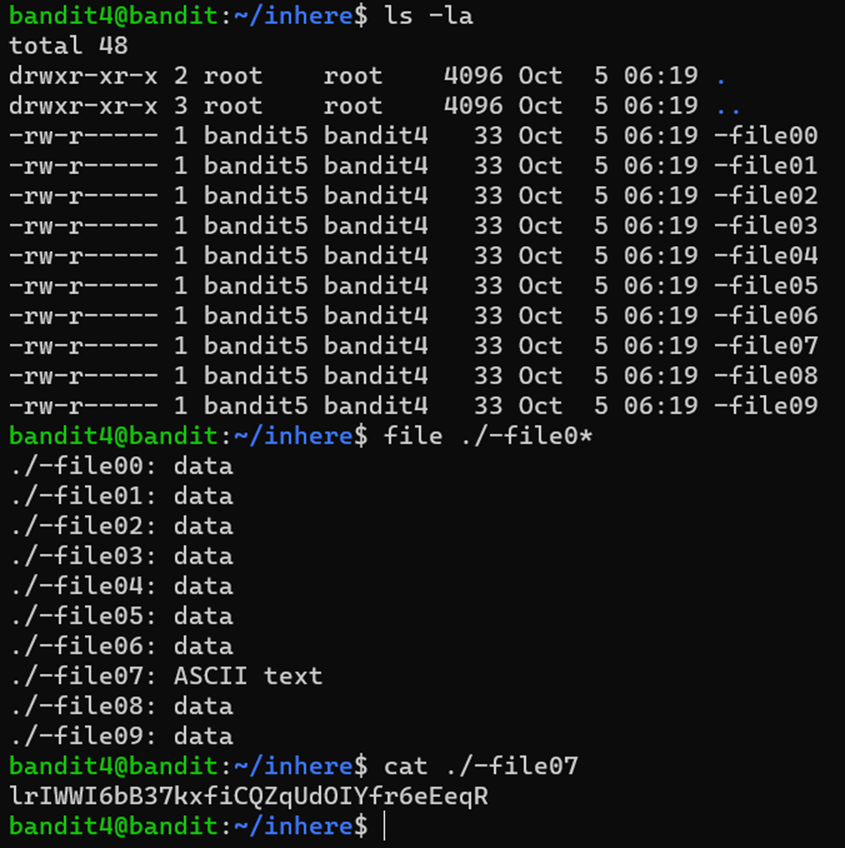 bandit4@bandit:~/inhere$ ls -la
total 48
drwxr-xr-x 2 root    root    4096 Oct  5 06:19 .
drwxr-xr-x 3 root    root    4096 Oct  5 06:19 ..
-rw-r----- 1 bandit5 bandit4   33 Oct  5 06:19 -file00
-rw-r----- 1 bandit5 bandit4   33 Oct  5 06:19 -file01
-rw-r----- 1 bandit5 bandit4   33 Oct  5 06:19 -file02
-rw-r----- 1 bandit5 bandit4   33 Oct  5 06:19 -file03
-rw-r----- 1 bandit5 bandit4   33 Oct  5 06:19 -file04
-rw-r----- 1 bandit5 bandit4   33 Oct  5 06:19 -file05
-rw-r----- 1 bandit5 bandit4   33 Oct  5 06:19 -file06
-rw-r----- 1 bandit5 bandit4   33 Oct  5 06:19 -file07
-rw-r----- 1 bandit5 bandit4   33 Oct  5 06:19 -file08
-rw-r----- 1 bandit5 bandit4   33 Oct  5 06:19 -file09
bandit4@bandit:~/inhere$ file ./-file0*
./-file00: data
./-file01: data
./-file02: data
./-file03: data
./-file04: data
./-file05: data
./-file06: data
./-file07: ASCII text
./-file08: data
./-file09: data
bandit4@bandit:~/inhere$ cat ./-file07
lrIWWI6bB37kxfiCQZqUdOIYfr6eEeqR
bandit4@bandit:~/inhere$